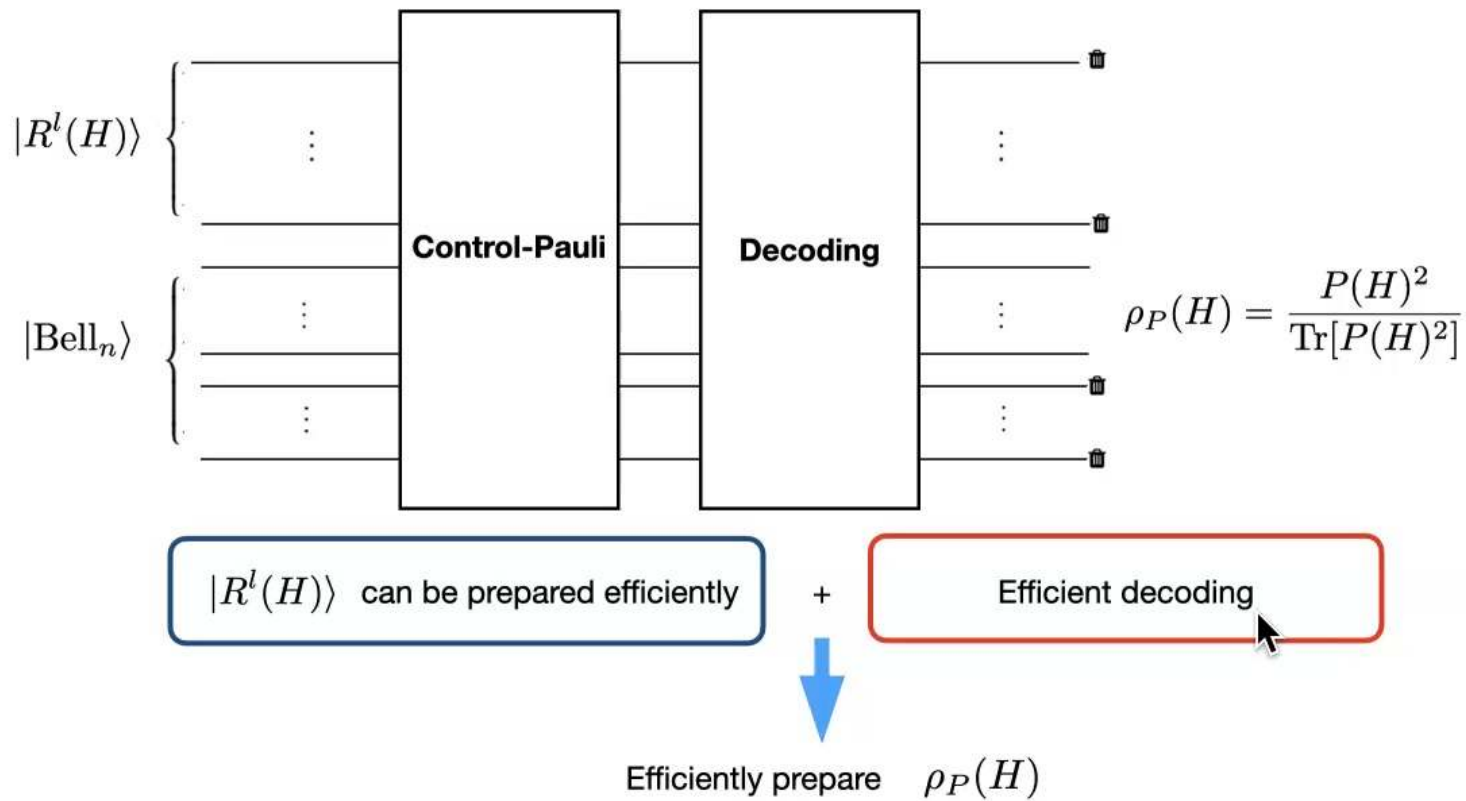 |R^l(H)⟩
⋮ ⋮
Control-Pauli Decoding
|Bell_n⟩
⋮ ⋮
ρ_P(H) = P(H)^2 / Tr[P(H)^2]
⋮ ⋮
|R^l(H)⟩ can be prepared efficiently + Efficient decoding
Efficiently prepare ρ_P(H)